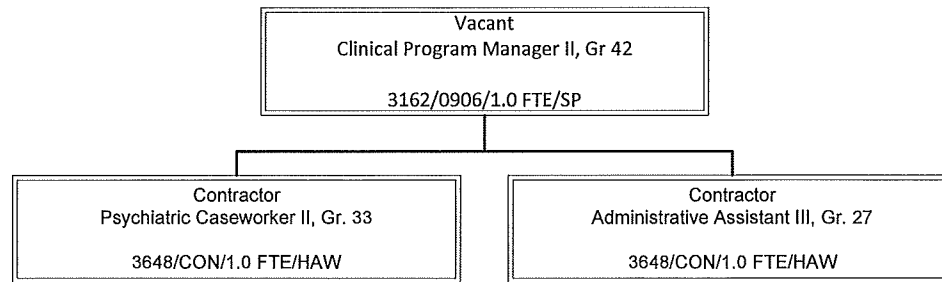 Vacant
Clinical Program Manager II, Gr 42
3162/0906/1.0 FTE/SP
Contractor
Psychiatric Caseworker II, Gr. 33
3648/CON/1.0 FTE/HAW
Contractor
Administrative Assistant III, Gr. 27
3648/CON/1.0 FTE/HAW